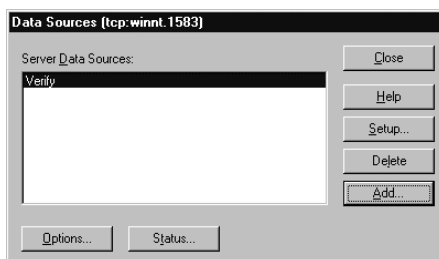 Data Sources (tcp:winnt.1583)
Server Data Sources:
Verify
Close
Help
Setup...
Delete
Add...
Options...
Status...